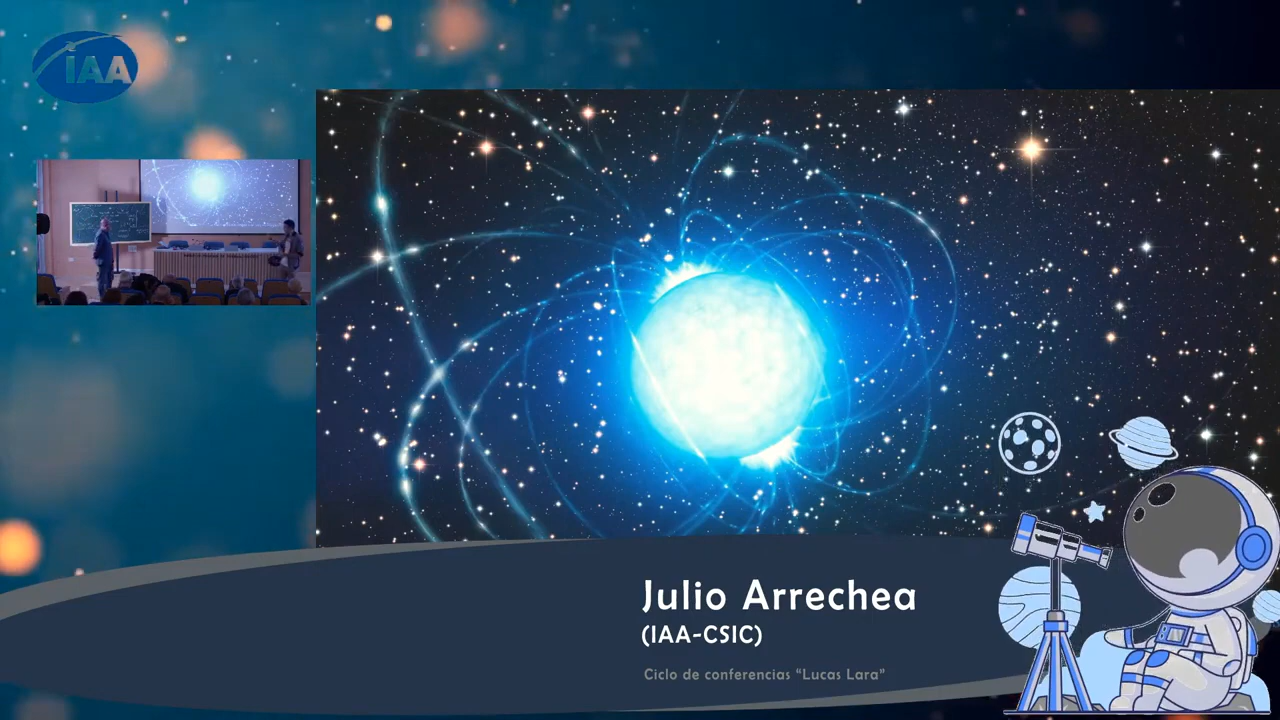 IAA
Julio Arrechea
(IAA-CSIC)
Ciclo de conferencias “Lucas Lara”